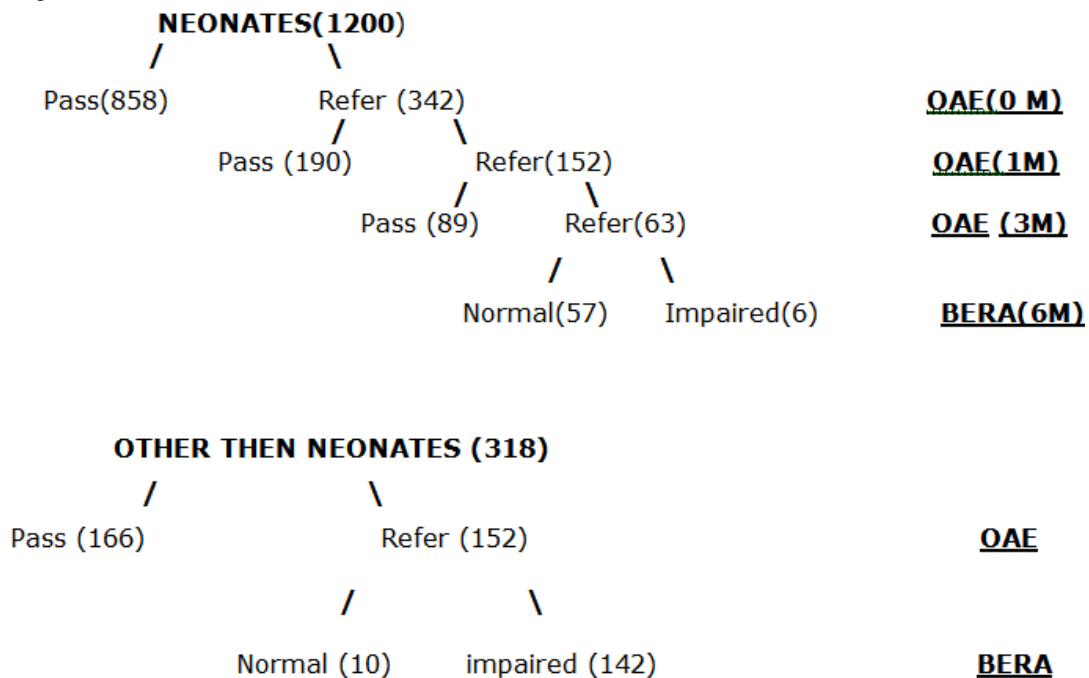 NEONATES(1200)
/ \
Pass(858) Refer (342) OAE(0 M)
/ \
Pass (190) Refer(152) OAE(1M)
/ \
Pass (89) Refer(63) OAE (3M)
/ \
Normal(57) Impaired(6) BERA(6M)
OTHER THEN NEONATES (318)
/ \
Pass (166) Refer (152) OAE
/ \
Normal (10) impaired (142) BERA